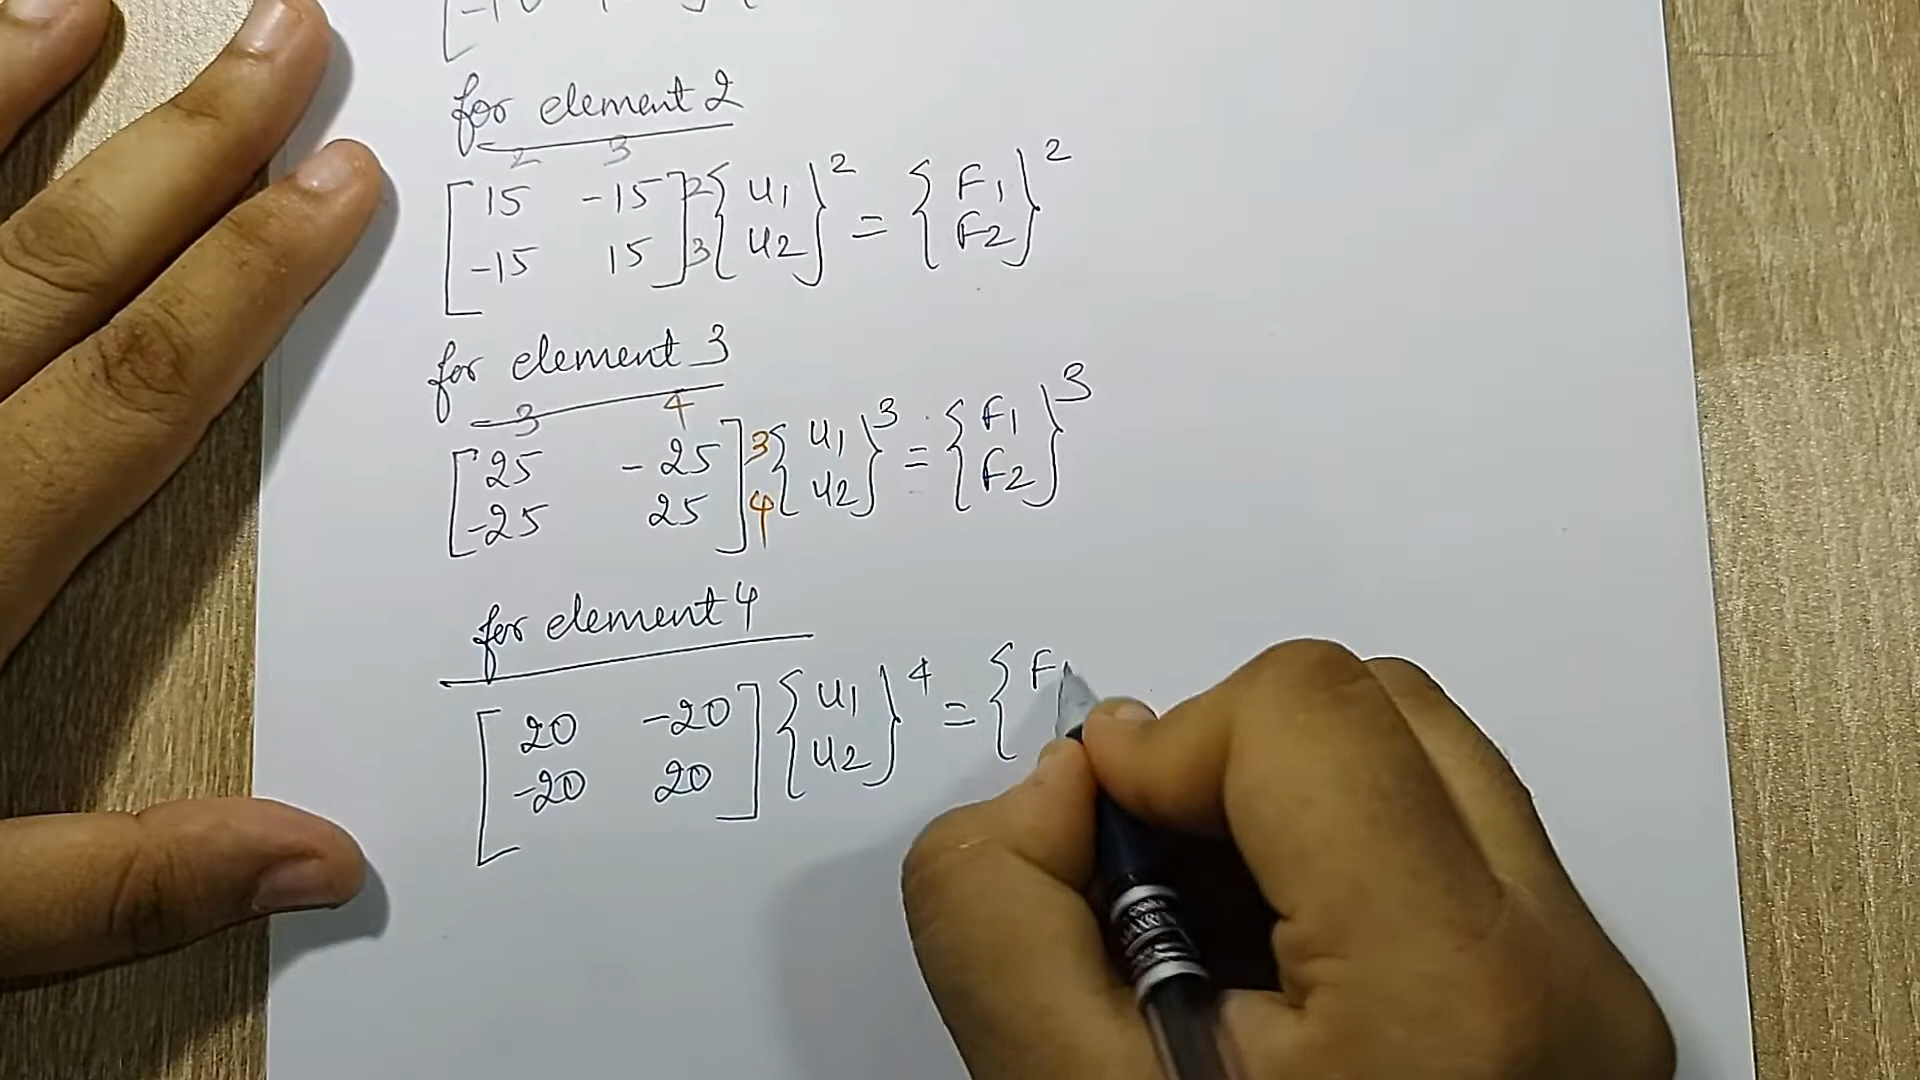 for element 2
2 3
[ 15 -15 ] 2 { u1 }² = { F1 }²
[ -15 15 ] 3 { u2 } { F2 }
for element 3
3 4
[ 25 -25 ] 3 { u1 }³ = { F1 }³
[ -25 25 ] 4 { u2 } { F2 }
for element 4
[ 20 -20 ] { u1 }⁴ = { F
[ -20 20 ] { u2 }